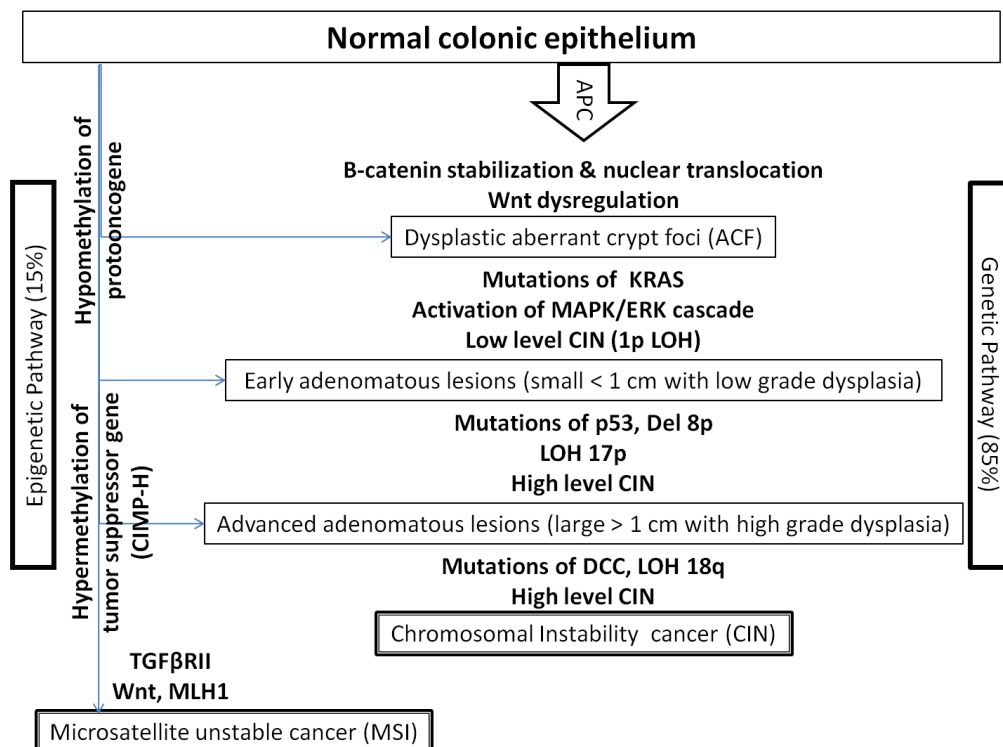 Normal colonic epithelium
APC
B-catenin stabilization & nuclear translocation
Wnt dysregulation
Dysplastic aberrant crypt foci (ACF)
Mutations of KRAS
Activation of MAPK/ERK cascade
Low level CIN (1p LOH)
Early adenomatous lesions (small < 1 cm with low grade dysplasia)
Mutations of p53, Del 8p
LOH 17p
High level CIN
Advanced adenomatous lesions (large > 1 cm with high grade dysplasia)
Mutations of DCC, LOH 18q
High level CIN
Chromosomal Instability cancer (CIN)
Epigenetic Pathway (15%)
Hypomethylation of
protooncogene
Hypermethylation of
tumor suppressor gene
(CIMP-H)
TGFβRII
Wnt, MLH1
Microsatellite unstable cancer (MSI)
Genetic Pathway (85%)